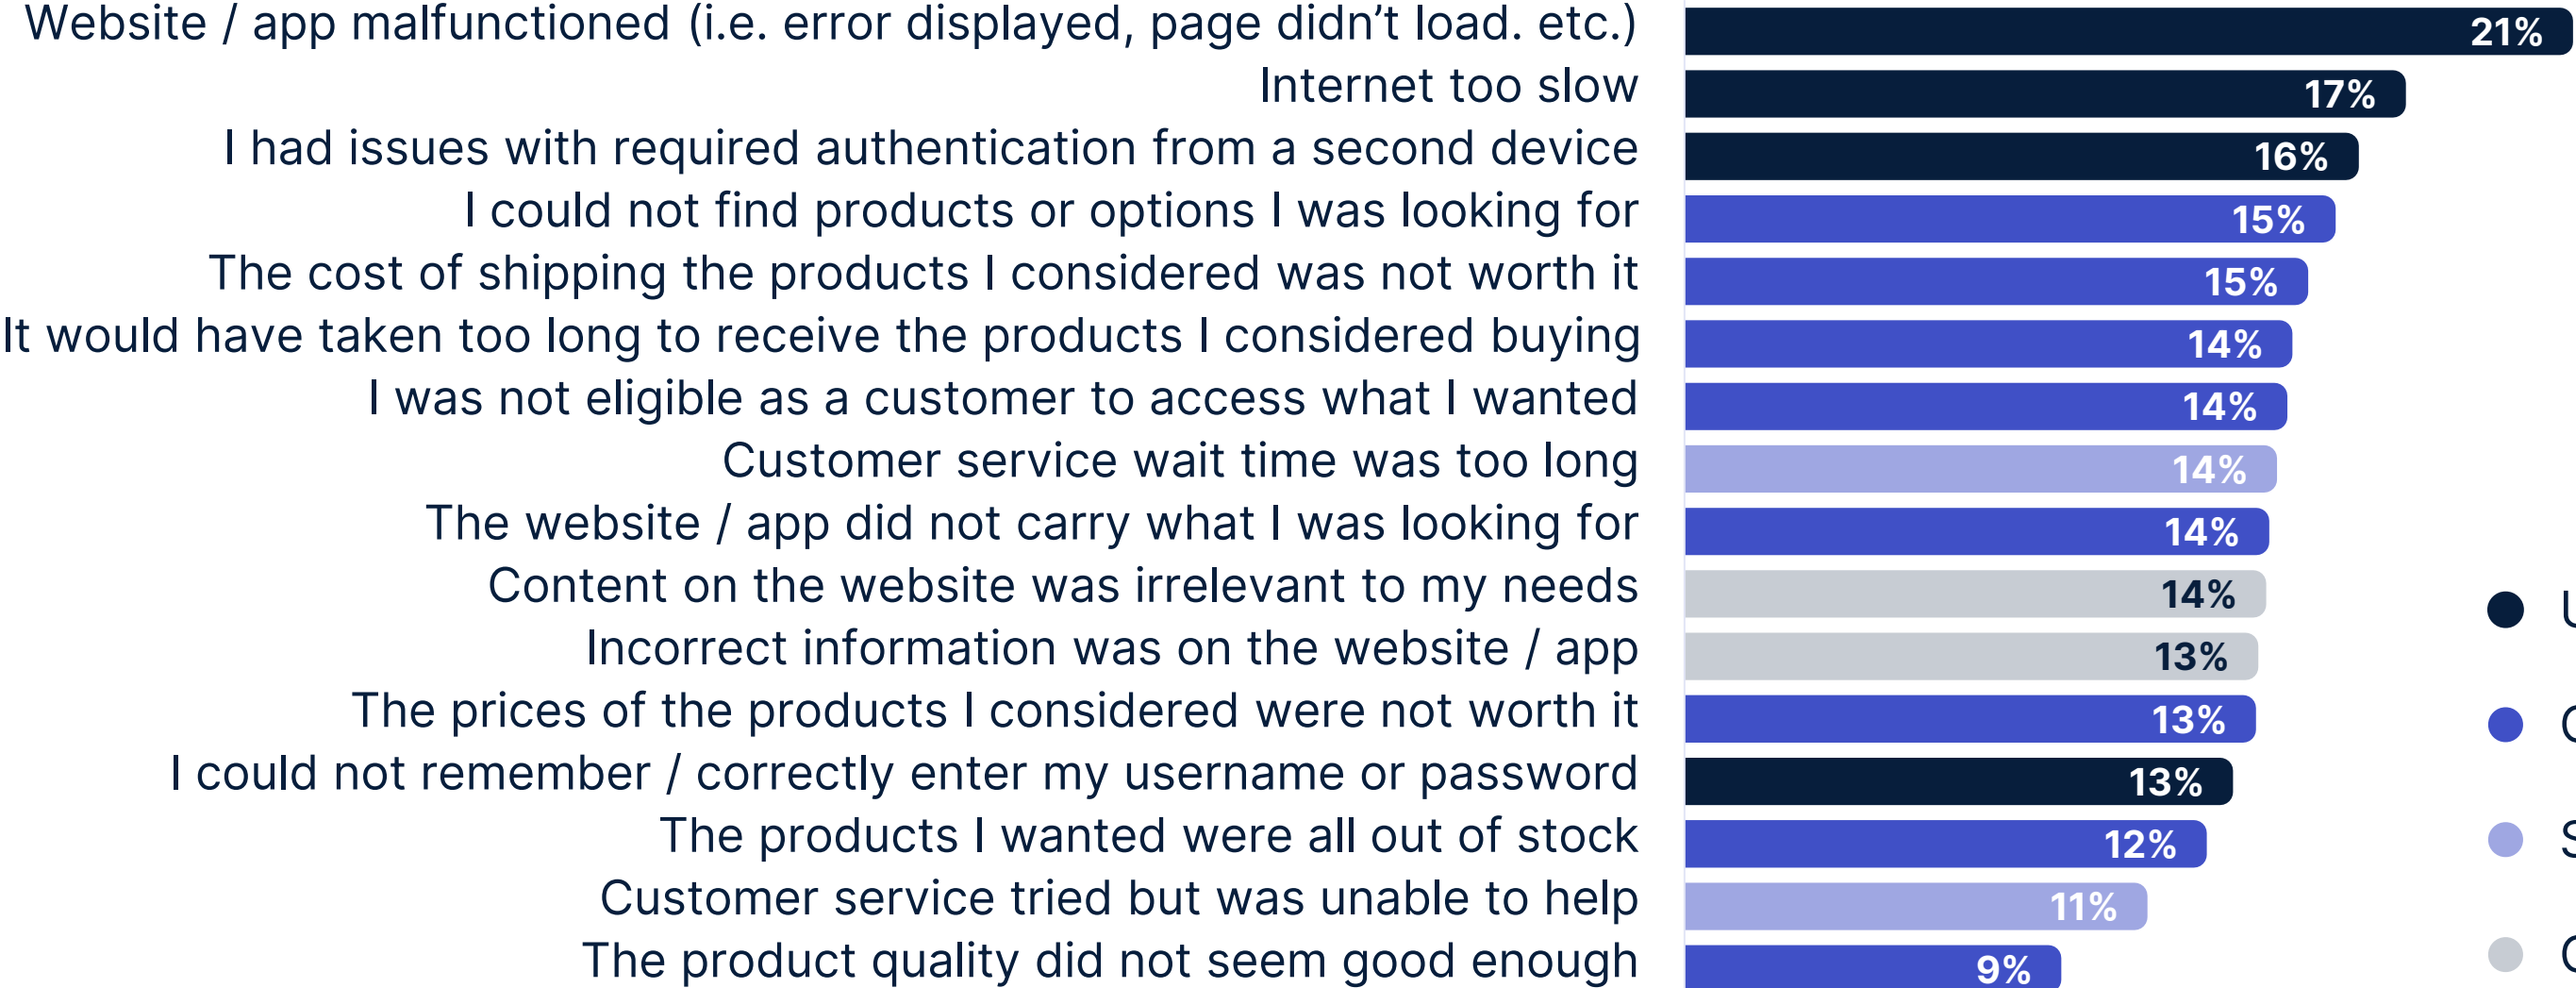 Website / app malfunctioned (i.e. error displayed, page didn’t load. etc.) 21%
Internet too slow 17%
I had issues with required authentication from a second device 16%
I could not find products or options I was looking for 15%
The cost of shipping the products I considered was not worth it 15%
It would have taken too long to receive the products I considered buying 14%
I was not eligible as a customer to access what I wanted 14%
Customer service wait time was too long 14%
The website / app did not carry what I was looking for 14%
Content on the website was irrelevant to my needs 14%
Incorrect information was on the website / app 13%
The prices of the products I considered were not worth it 13%
I could not remember / correctly enter my username or password 13%
The products I wanted were all out of stock 12%
Customer service tried but was unable to help 11%
The product quality did not seem good enough 9%